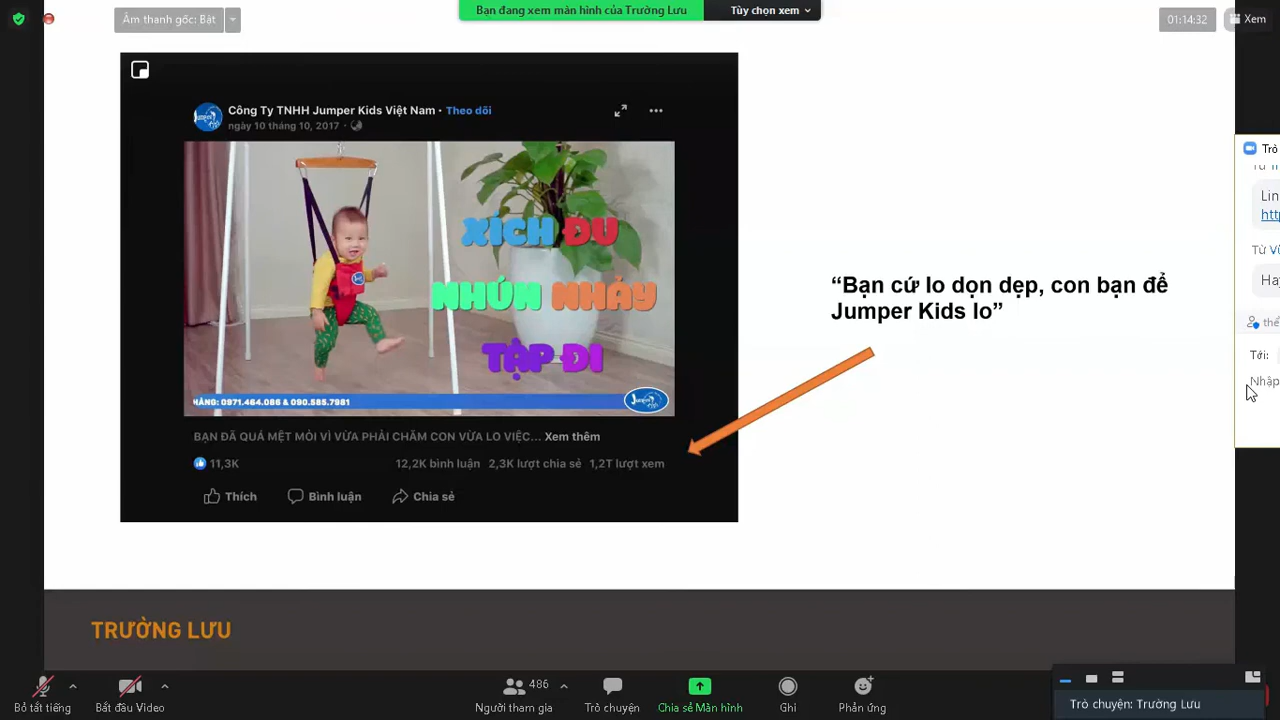 Âm thanh gốc: Bật
Bạn đang xem màn hình của Trường Lưu
Tùy chọn xem
01:14:32
Xem
Công Ty TNHH Jumper Kids Việt Nam · Theo dõi
ngày 10 tháng 10, 2017 ·
XÍCH ĐU
NHÚN NHẢY
TẬP ĐI
HÀNG: 0971.464.086 & 090.585.7981
Jumper
BẠN ĐÃ QUÁ MỆT MỎI VÌ VỪA PHẢI CHĂM CON VỪA LO VIỆC... Xem thêm
11,3K
12,2K bình luận 2,3K lượt chia sẻ 1,2T lượt xem
Thích
Bình luận
Chia sẻ
“Bạn cứ lo dọn dẹp, con bạn để
Jumper Kids lo”
Trò
Lin
htt
Từ Vũ
Ha
thể
Tới:
Nhập
TRƯỜNG LƯU
Bỏ tắt tiếng
Bắt đầu Video
486
Người tham gia
Trò chuyện
Chia sẻ Màn hình
Ghi
Phản ứng
Trò chuyện: Trường Lưu